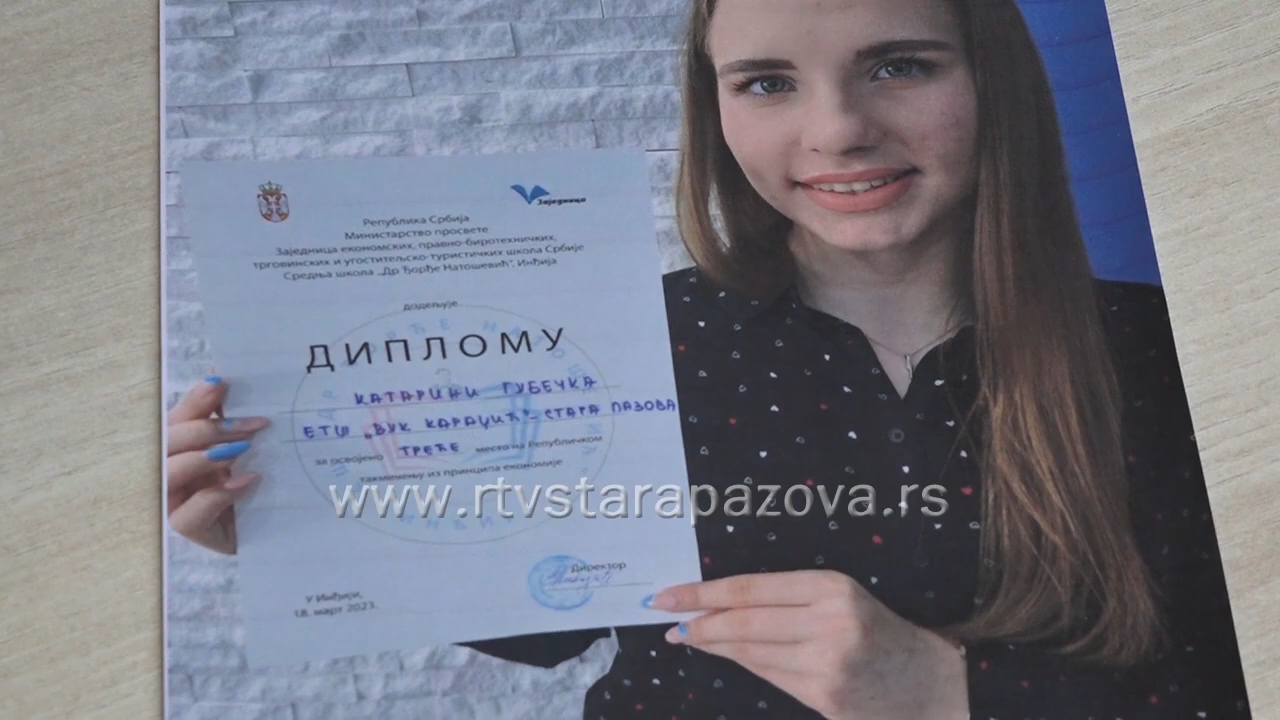 Заједница
Република Србија
Министарство просвете
Заједница економских, правно-биротехничких,
трговинских и угоститељско-туристичких школа Србије
Средња школа „Др Ђорђе Натошевић“, Инђија
додељује
ДИПЛОМУ
КАТАРИНИ ГУБЕЧКА
ЕТШ „ВУК КАРАЏИЋ“ - СТАРА ПАЗОВА
за освојено ТРЕЋЕ место на Републичком
такмичењу из принципа економије
www.rtvstarapazova.rs
Директор
У Инђији,
18. март 2023.